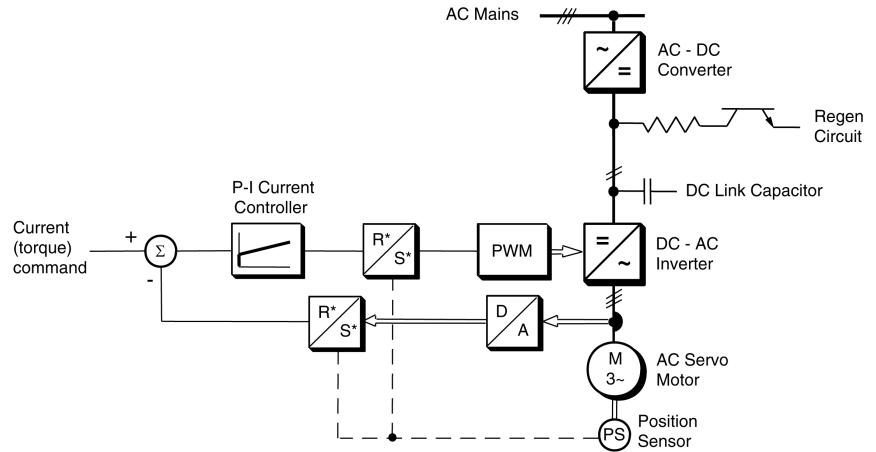 AC Mains
AC - DC
Converter
~
=
Regen
Circuit
DC Link Capacitor
P-I Current
Controller
Current
(torque)
command
+
Σ
-
R*
S*
PWM
=
~
DC - AC
Inverter
R*
S*
D
A
M
3~
AC Servo
Motor
PS
Position
Sensor